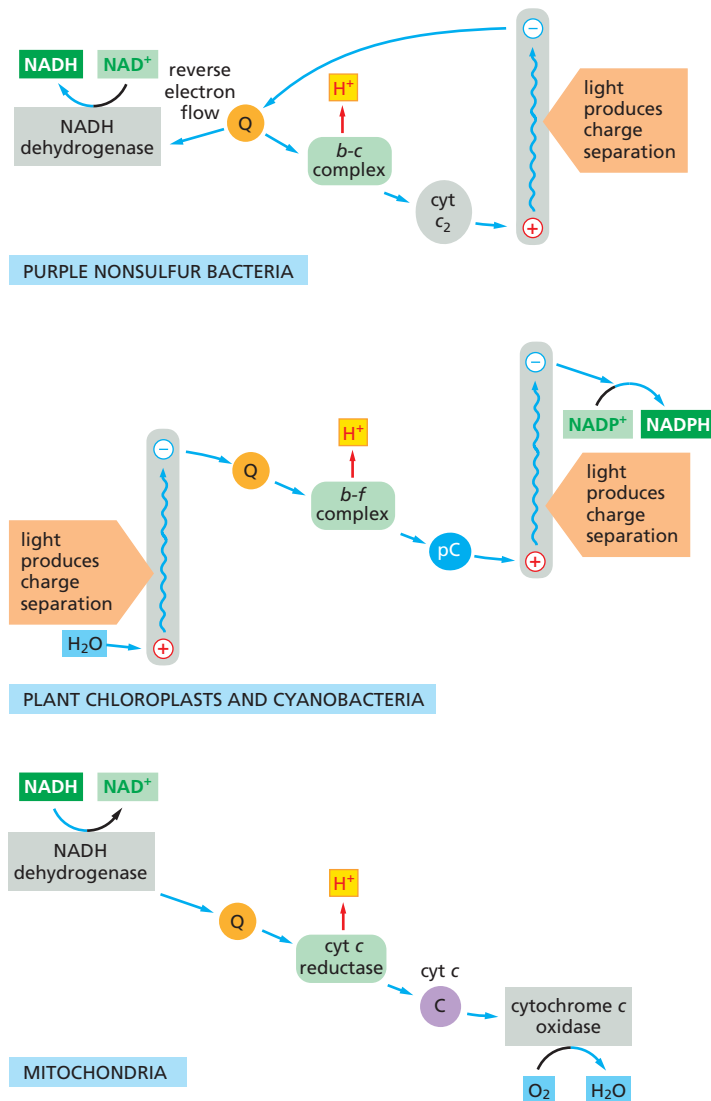 NADH NAD⁺
reverse
electron
flow
NADH
dehydrogenase
Q
H⁺
b-c
complex
cyt
c₂
−
light
produces
charge
separation
+
PURPLE NONSULFUR BACTERIA
light
produces
charge
separation
H₂O
−
+
Q
H⁺
b-f
complex
pC
−
NADP⁺ NADPH
light
produces
charge
separation
+
PLANT CHLOROPLASTS AND CYANOBACTERIA
NADH NAD⁺
NADH
dehydrogenase
Q
H⁺
cyt c
reductase
cyt c
C
cytochrome c
oxidase
O₂ H₂O
MITOCHONDRIA